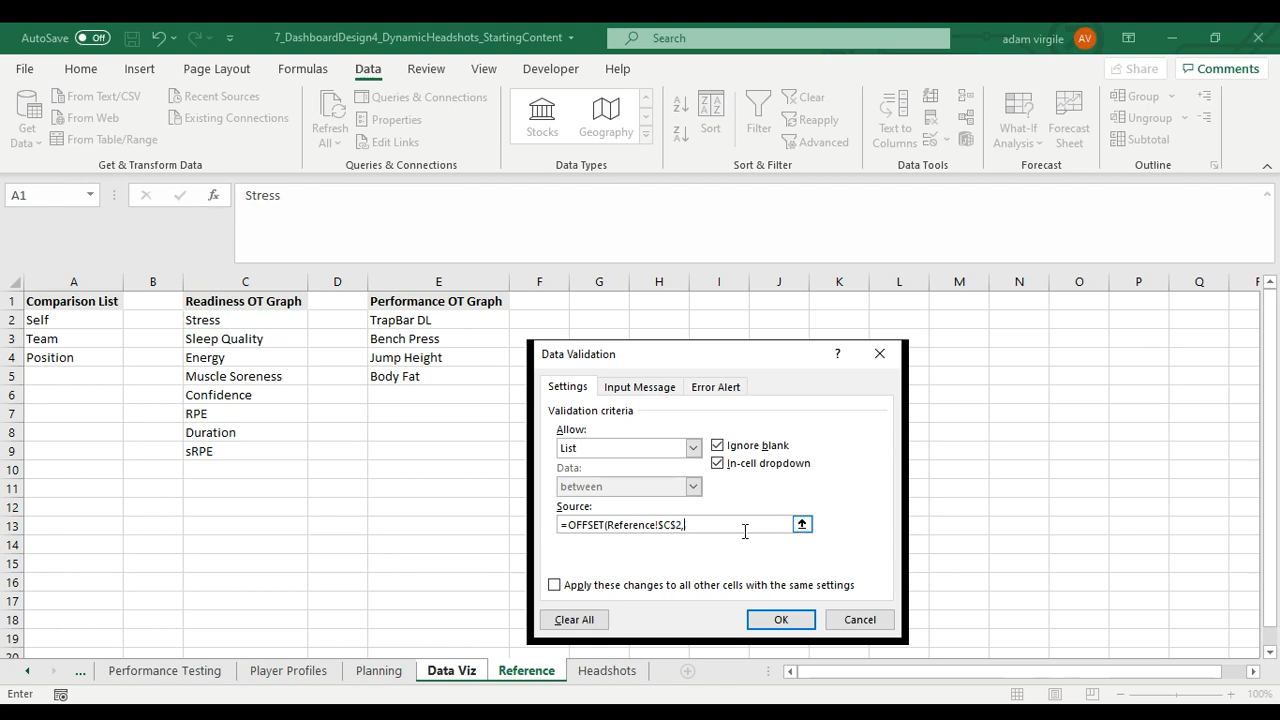 AutoSave Off 7_DashboardDesign4_DynamicHeadshots_StartingContent Search adam virgile AV
File Home Insert Page Layout Formulas Data Review View Developer Help Share Comments
Get Data From Text/CSV From Web From Table/Range Recent Sources Existing Connections
Get & Transform Data
Refresh All Queries & Connections Properties Edit Links
Queries & Connections
Stocks Geography
Data Types
Sort Filter Clear Reapply Advanced
Sort & Filter
Text to Columns
Data Tools
What-If Analysis Forecast Sheet
Forecast
Group Ungroup Subtotal
Outline
A1 fx Stress
A B C D E F G H I J K L M N O P Q F
1 Comparison List Readiness OT Graph Performance OT Graph
2 Self Stress TrapBar DL
3 Team Sleep Quality Bench Press
4 Position Energy Jump Height
5 Muscle Soreness Body Fat
6 Confidence
7 RPE
8 Duration
9 sRPE
10
11
12
13
14
15
16
17
18
19
20
Data Validation ?
Settings Input Message Error Alert
Validation criteria
Allow:
List Ignore blank
Data: In-cell dropdown
between
Source:
=OFFSET(Reference!$C$2,
Apply these changes to all other cells with the same settings
Clear All OK Cancel
... Performance Testing Player Profiles Planning Data Viz Reference Headshots
Enter 100%